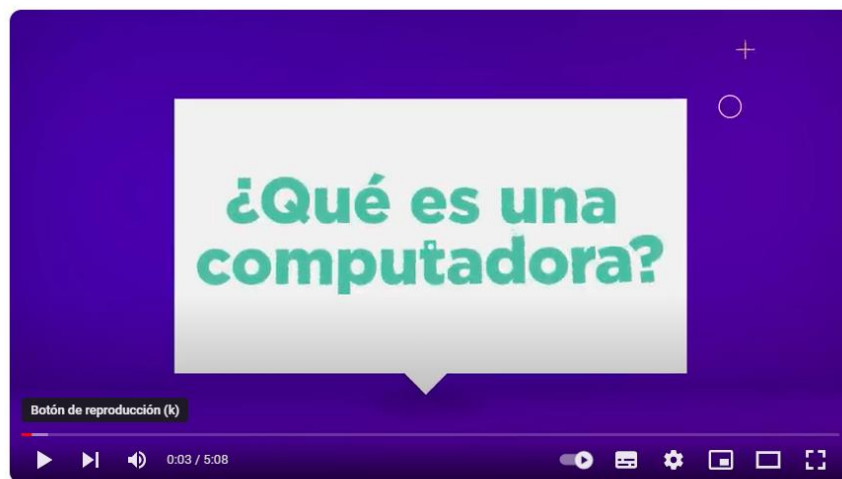 ¿Qué es una
computadora?
Botón de reproducción (k)
0:03 / 5:08